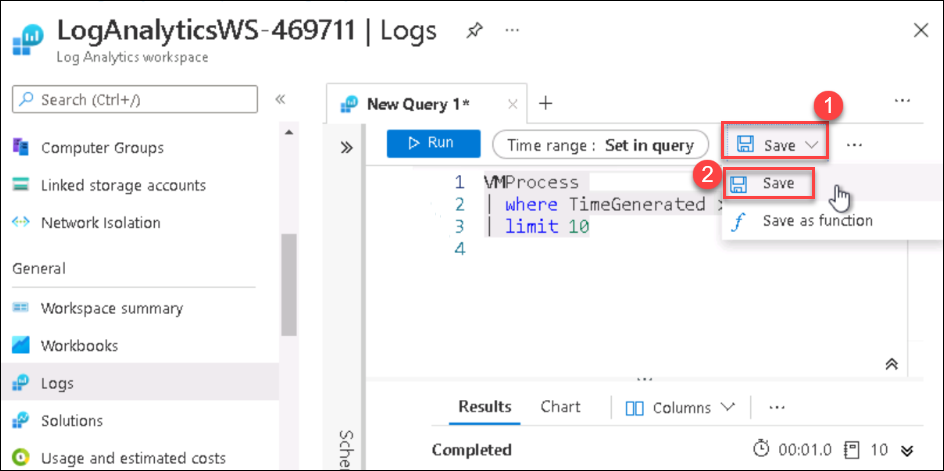 LogAnalyticsWS-469711 | Logs
Log Analytics workspace
Search (Ctrl+/)
Computer Groups
Linked storage accounts
Network Isolation
General
Workspace summary
Workbooks
Logs
Solutions
Usage and estimated costs
New Query 1*
Run
Time range : Set in query
Save
1
2
Save
Save as function
1 VMProcess
2 | where TimeGenerated >
3 | limit 10
4
Results
Chart
Columns
Completed
00:01.0
10